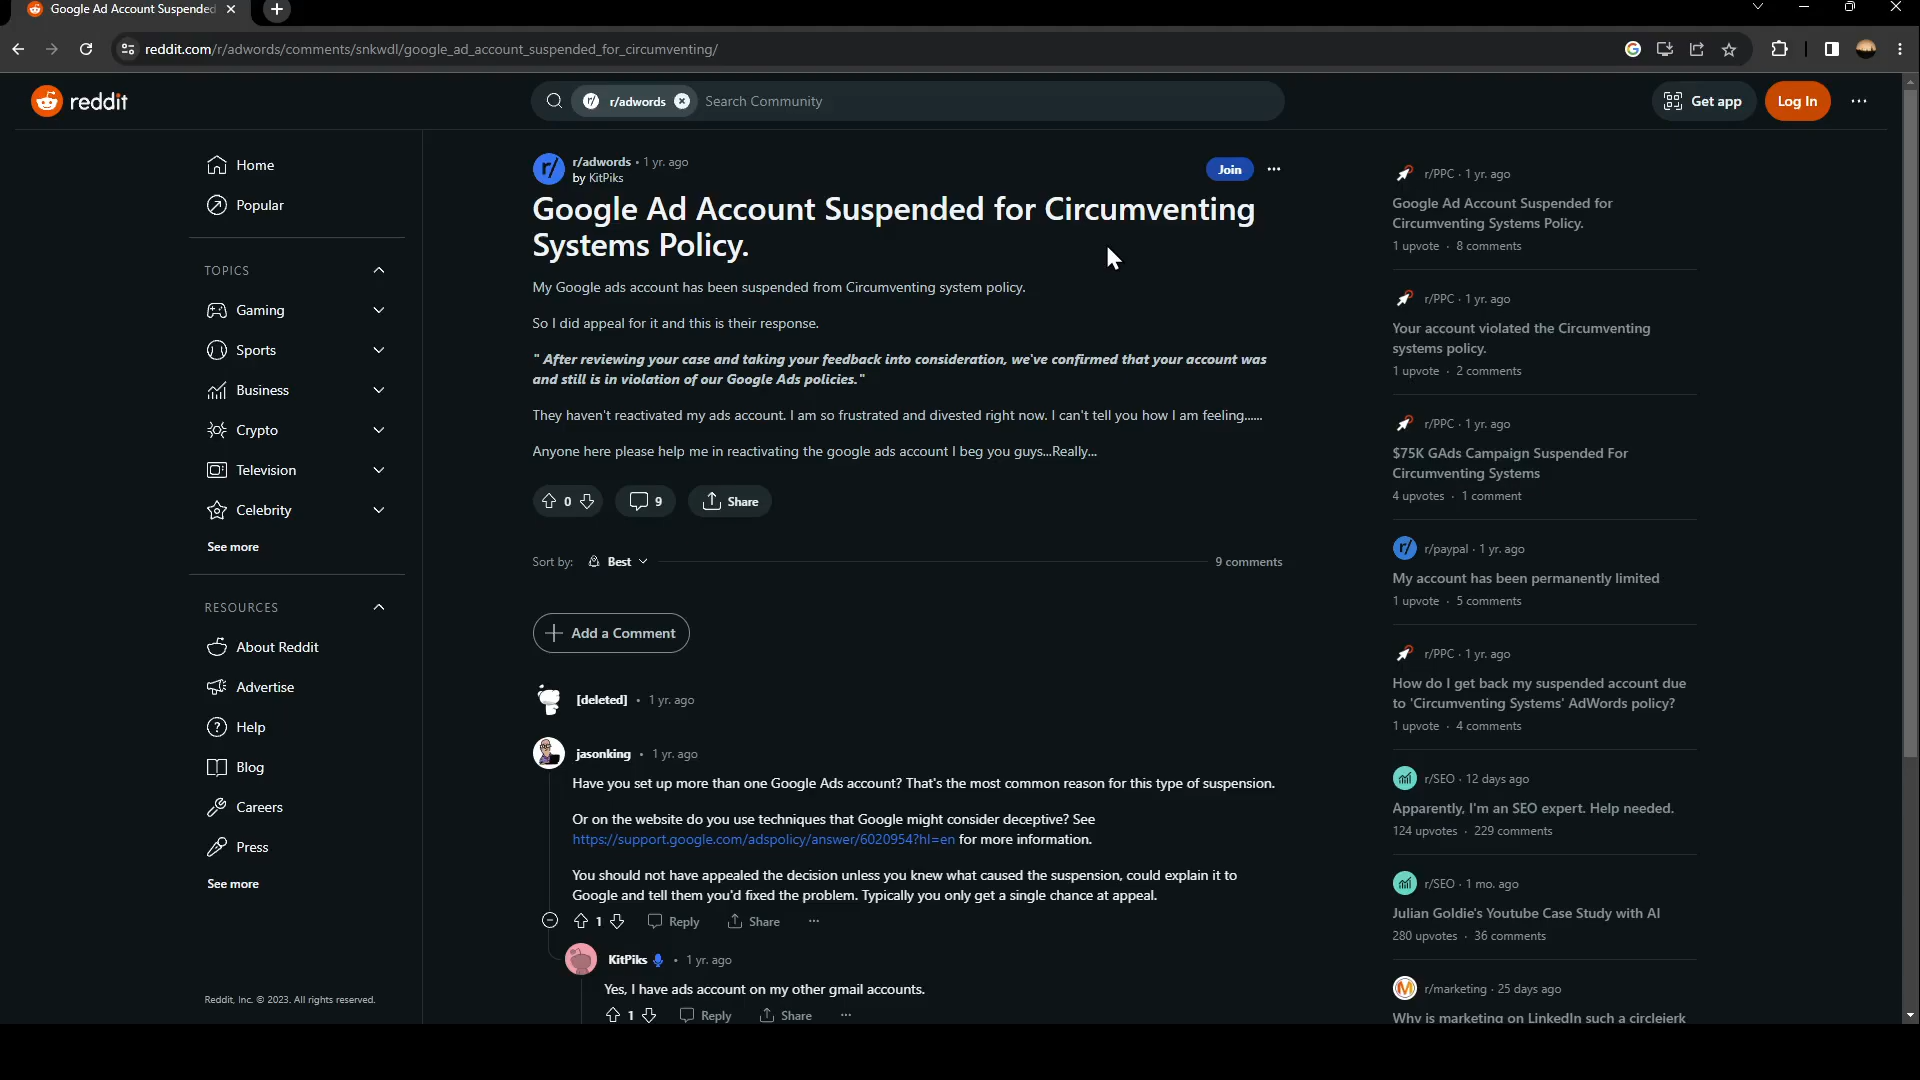 Google Ad Account Suspended
reddit.com/r/adwords/comments/snkwdl/google_ad_account_suspended_for_circumventing/
reddit
r/adwords
Search Community
Get app
Log In
Home
Popular
TOPICS
Gaming
Sports
Business
Crypto
Television
Celebrity
See more
RESOURCES
About Reddit
Advertise
Help
Blog
Careers
Press
See more
Reddit, Inc. © 2023. All rights reserved.
r/adwords • 1 yr. ago
by KitPiks
Join
Google Ad Account Suspended for Circumventing
Systems Policy.
My Google ads account has been suspended from Circumventing system policy.
So I did appeal for it and this is their response.
" After reviewing your case and taking your feedback into consideration, we've confirmed that your account was
and still is in violation of our Google Ads policies."
They haven't reactivated my ads account. I am so frustrated and divested right now. I can't tell you how I am feeling......
Anyone here please help me in reactivating the google ads account I beg you guys...Really...
0
9
Share
Sort by: Best
9 comments
Add a Comment
[deleted] • 1 yr. ago
jasonking • 1 yr. ago
Have you set up more than one Google Ads account? That's the most common reason for this type of suspension.
Or on the website do you use techniques that Google might consider deceptive? See
https://support.google.com/adspolicy/answer/6020954?hl=en for more information.
You should not have appealed the decision unless you knew what caused the suspension, could explain it to
Google and tell them you'd fixed the problem. Typically you only get a single chance at appeal.
1 Reply Share
KitPiks • 1 yr. ago
Yes, I have ads account on my other gmail accounts.
1 Reply Share
r/PPC · 1 yr. ago
Google Ad Account Suspended for
Circumventing Systems Policy.
1 upvote · 8 comments
r/PPC · 1 yr. ago
Your account violated the Circumventing
systems policy.
1 upvote · 2 comments
r/PPC · 1 yr. ago
$75K GAds Campaign Suspended For
Circumventing Systems
4 upvotes · 1 comment
r/paypal · 1 yr. ago
My account has been permanently limited
1 upvote · 5 comments
r/PPC · 1 yr. ago
How do I get back my suspended account due
to 'Circumventing Systems' AdWords policy?
1 upvote · 4 comments
r/SEO · 12 days ago
Apparently, I'm an SEO expert. Help needed.
124 upvotes · 229 comments
r/SEO · 1 mo. ago
Julian Goldie's Youtube Case Study with AI
280 upvotes · 36 comments
r/marketing · 25 days ago
Why is marketing on LinkedIn such a circlejerk